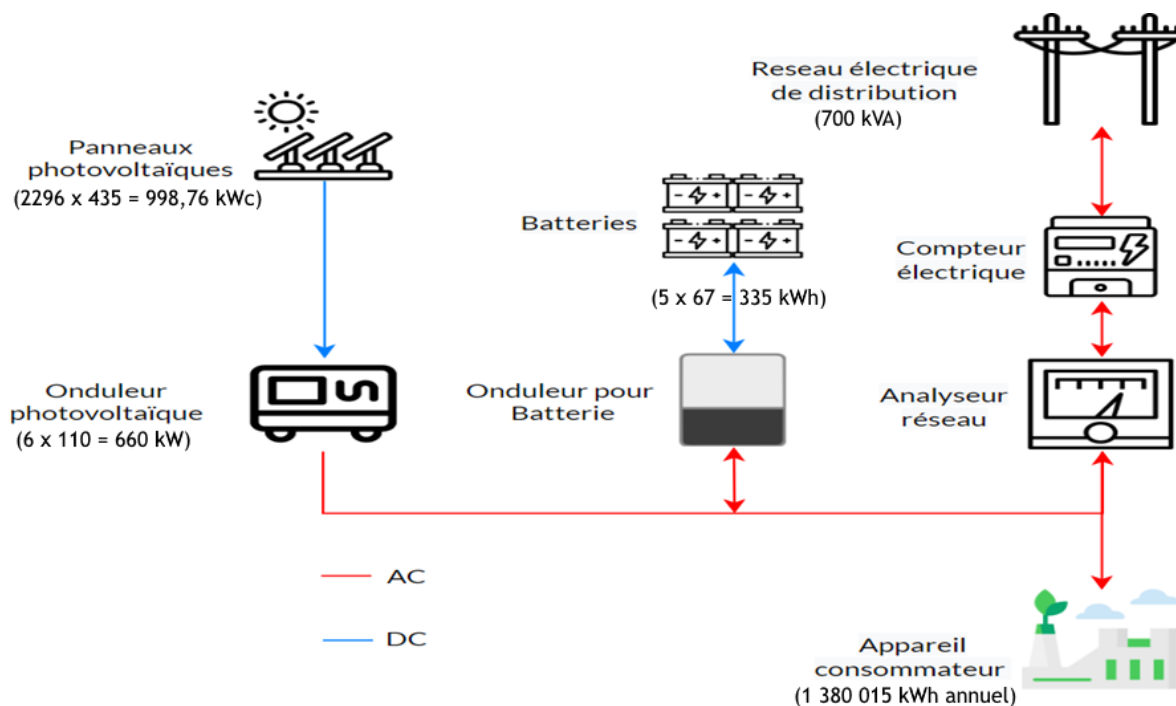 Reseau électrique
de distribution
(700 kVA)
Panneaux
photovoltaïques
(2296 x 435 = 998,76 kWc)
Batteries
(5 x 67 = 335 kWh)
Compteur
électrique
Onduleur
photovoltaïque
(6 x 110 = 660 kW)
Onduleur pour
Batterie
Analyseur
réseau
AC
DC
Appareil
consommateur
(1 380 015 kWh annuel)